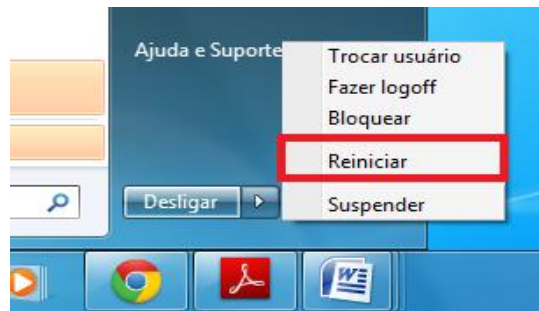 Ajuda e Suporte
Trocar usuário
Fazer logoff
Bloquear
Reiniciar
Desligar
Suspender
W